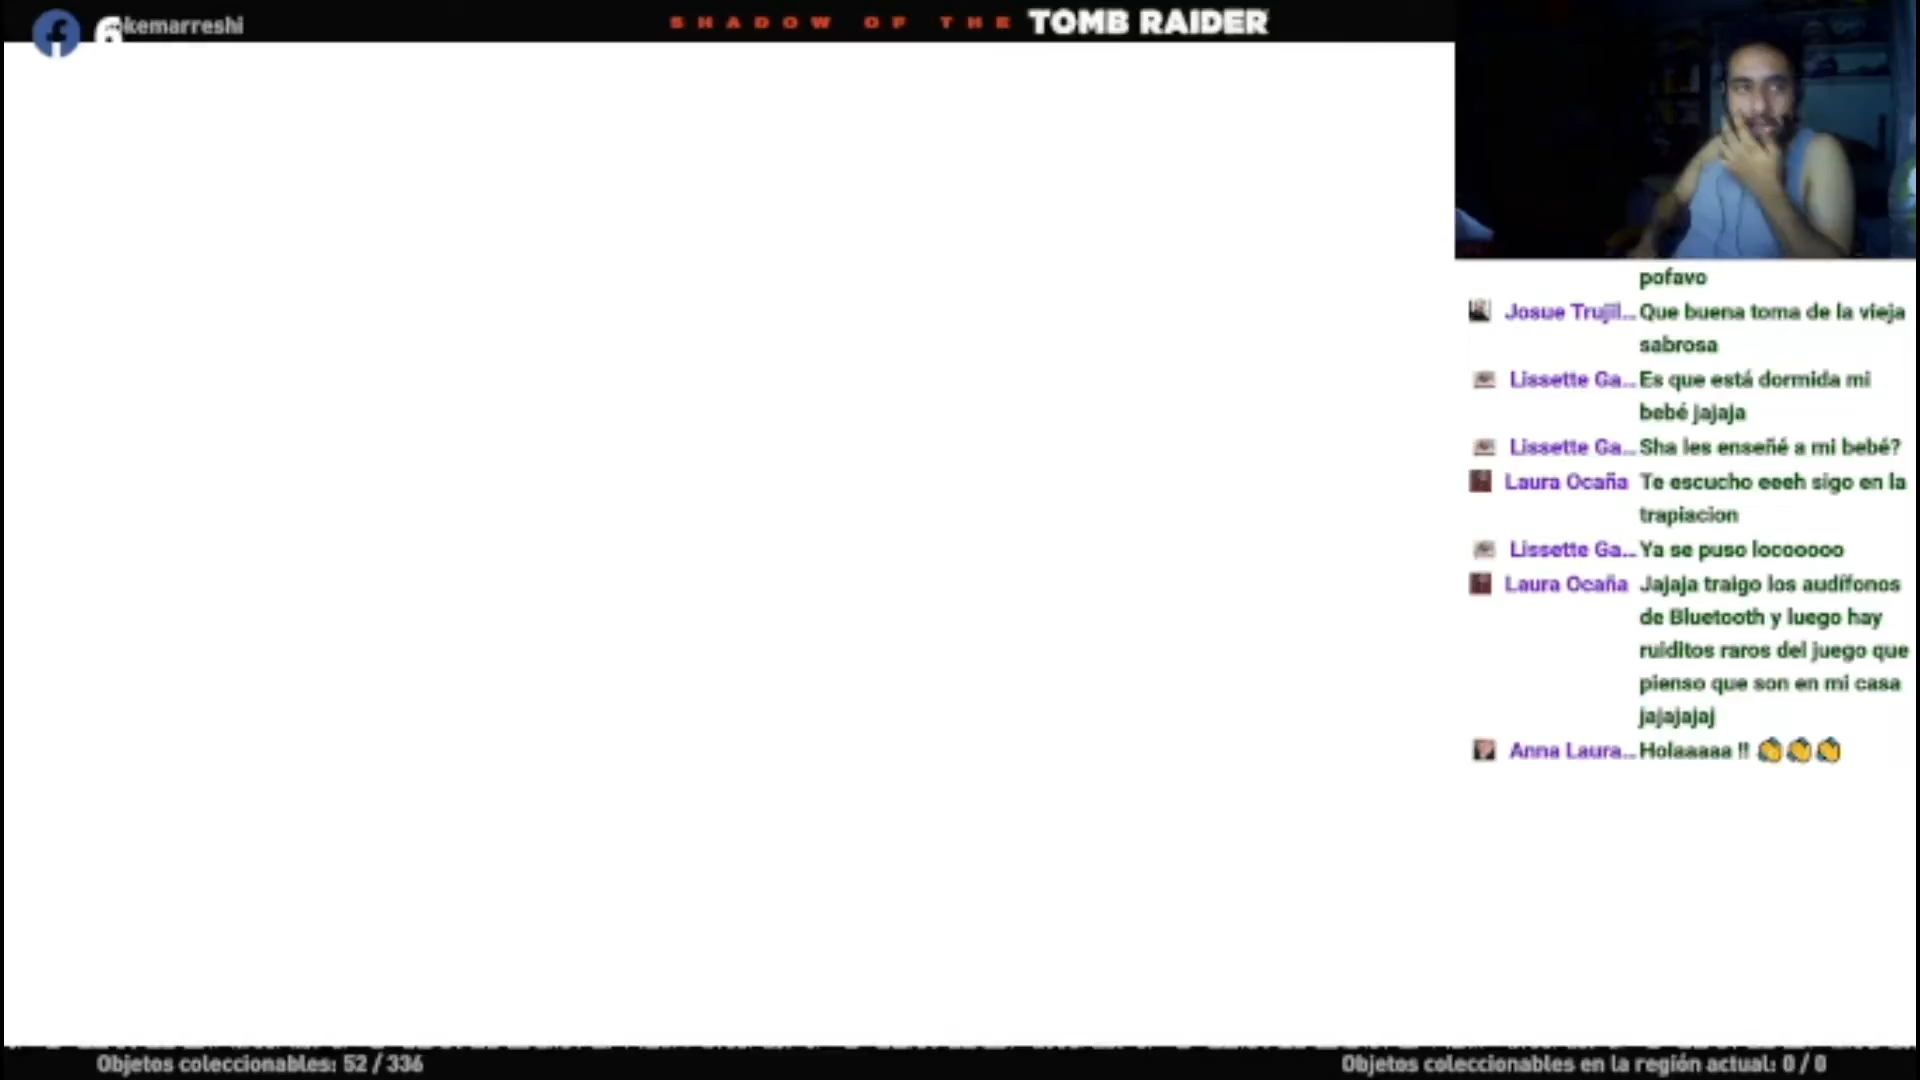 6kemarreshi
SHADOW OF THE TOMB RAIDER
pofavo
Josue Trujil... Que buena toma de la vieja
sabrosa
Lissette Ga... Es que está dormida mi
bebé jajaja
Lissette Ga... Sha les enseñé a mi bebé?
Laura Ocaña Te escucho eeeh sigo en la
trapiacion
Lissette Ga... Ya se puso locooooo
Laura Ocaña Jajaja traigo los audífonos
de Bluetooth y luego hay
ruiditos raros del juego que
pienso que son en mi casa
jajajajaj
Anna Laura... Holaaaaa !! 👏👏👏
Objetos coleccionables: 52 / 336
Objetos coleccionables en la región actual: 0 / 0